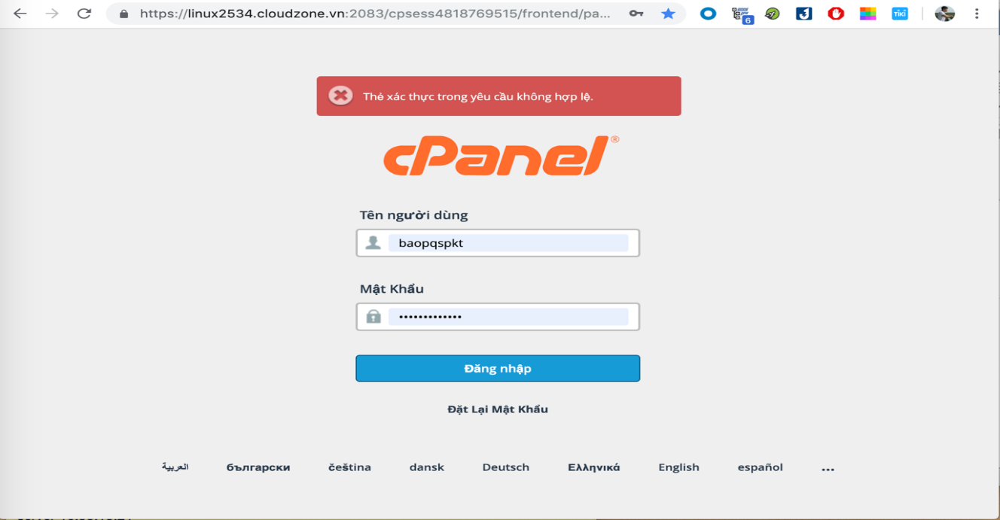 https://linux2534.cloudzone.vn:2083/cpsess4818769515/frontend/pa...
6
TIKI
Thẻ xác thực trong yêu cầu không hợp lệ.
cPanel®
Tên người dùng
baopqspkt
Mật Khẩu
Đăng nhập
Đặt Lại Mật Khẩu
العربية български čeština dansk Deutsch Ελληνικά English español ...